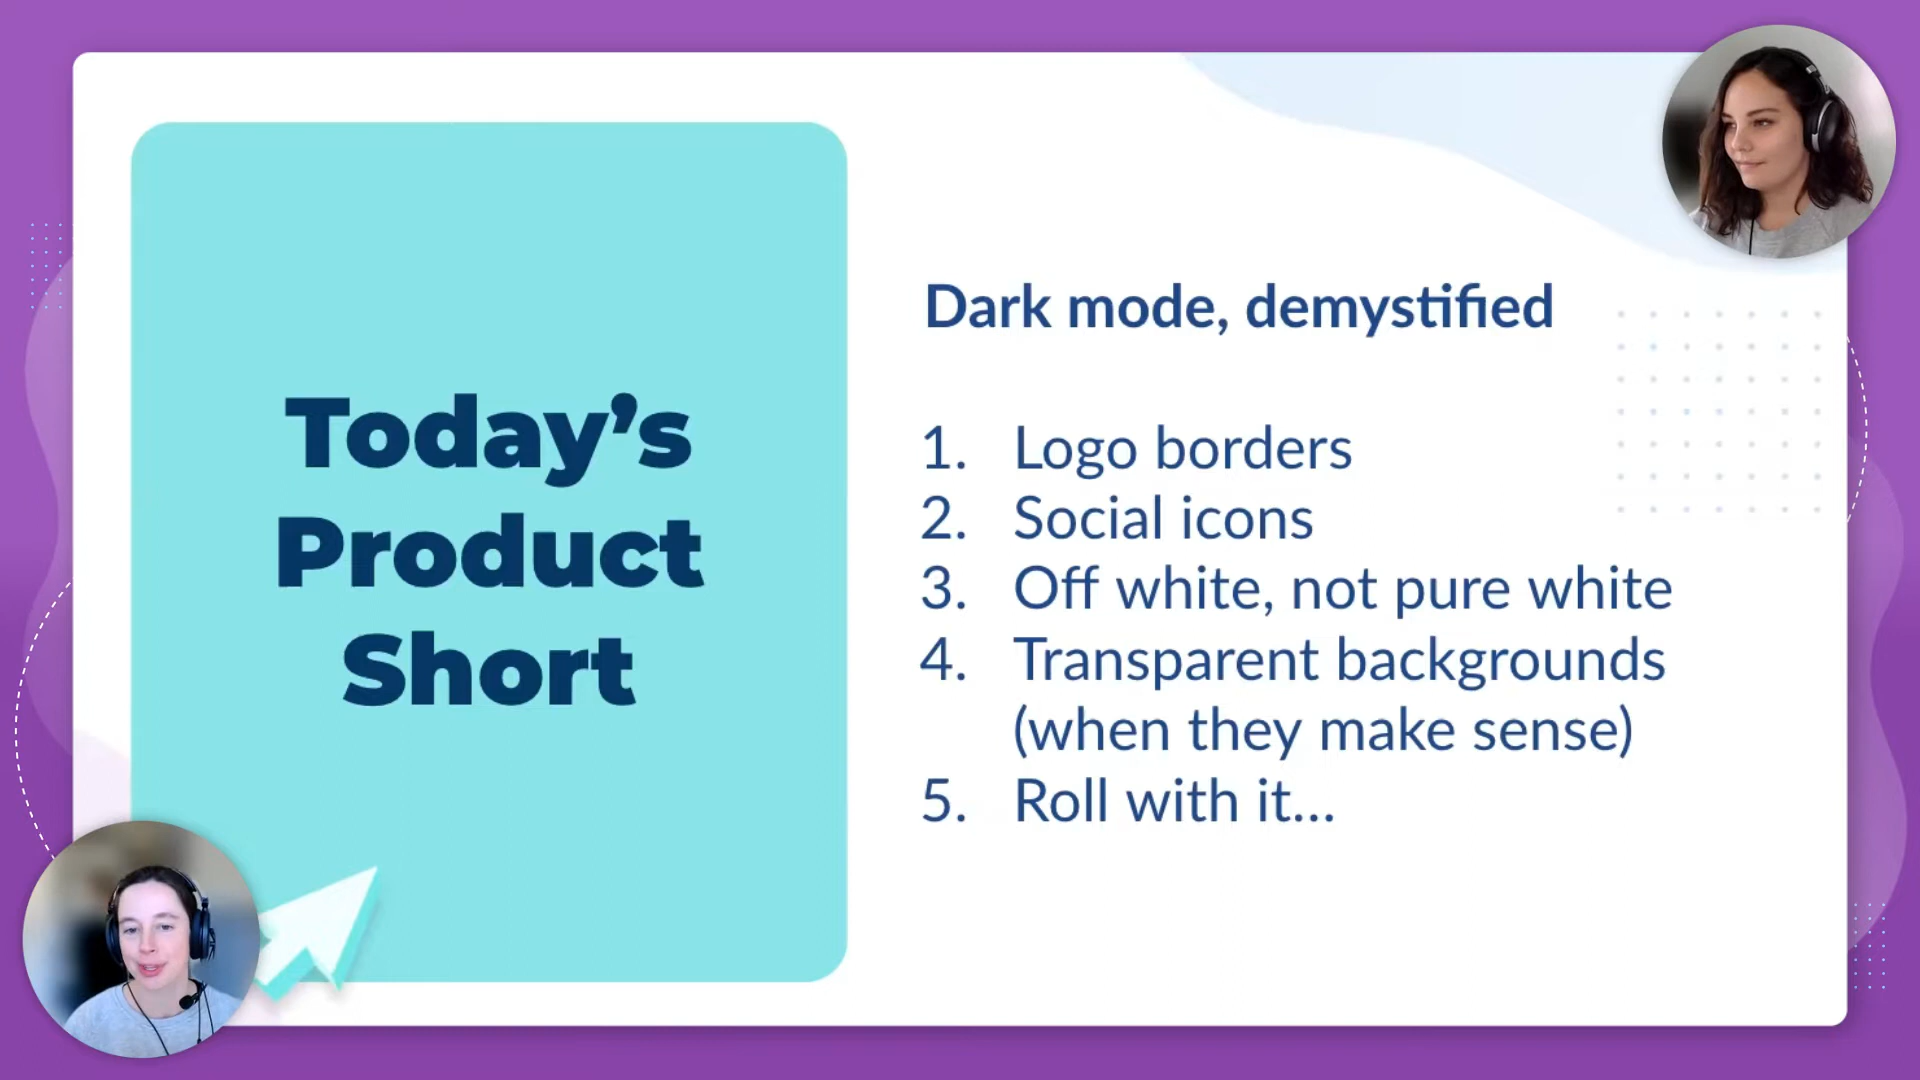 Today’s
Product
Short
Dark mode, demystified
1. Logo borders
2. Social icons
3. Off white, not pure white
4. Transparent backgrounds
(when they make sense)
5. Roll with it...